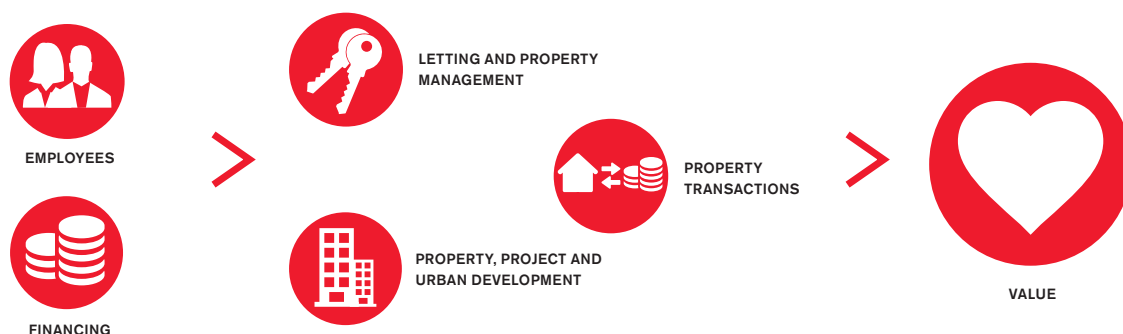 EMPLOYEES
FINANCING
LETTING AND PROPERTY
MANAGEMENT
PROPERTY, PROJECT AND
URBAN DEVELOPMENT
PROPERTY
TRANSACTIONS
VALUE